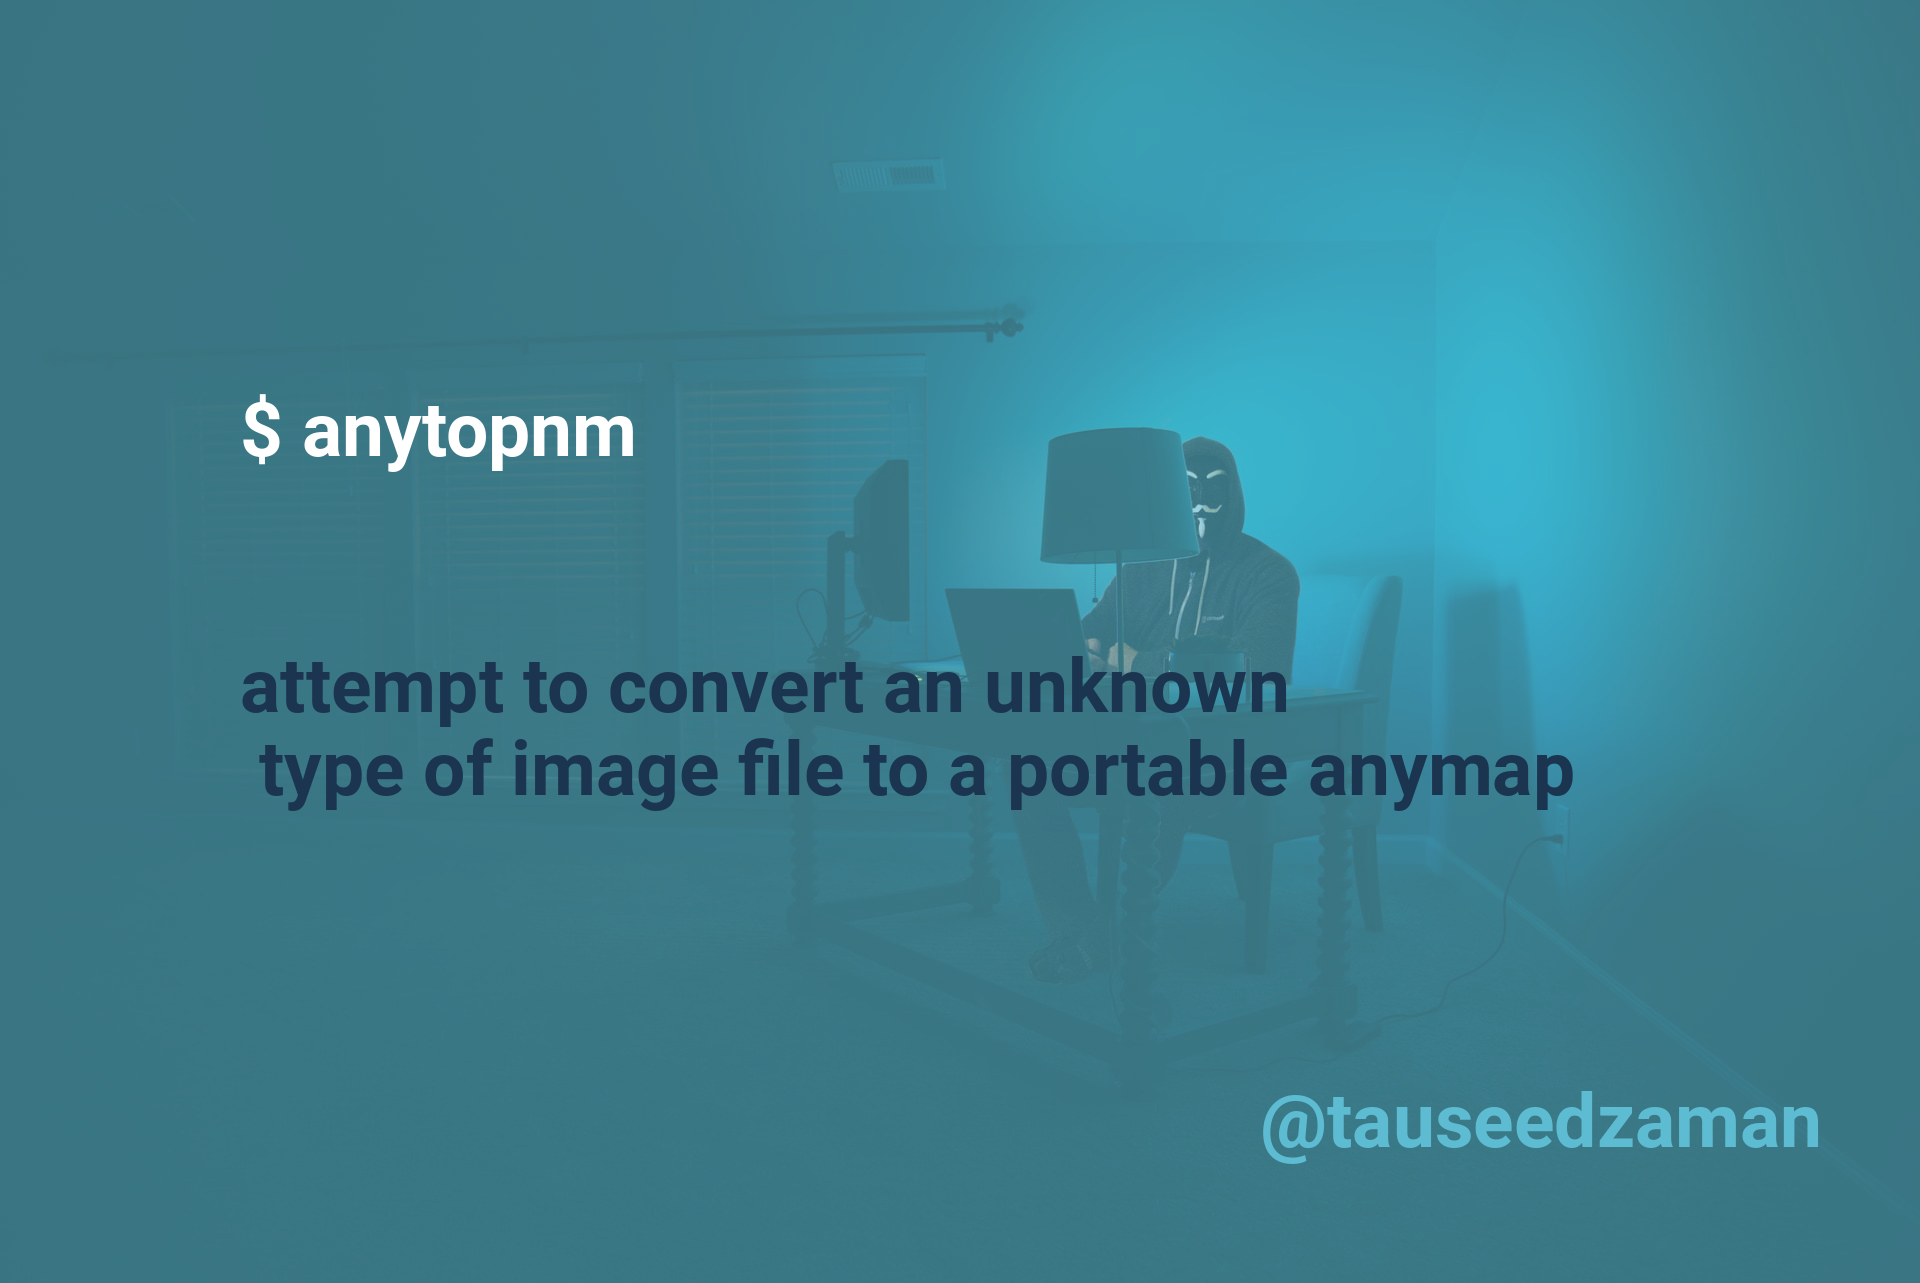 $ anytopnm
attempt to convert an unknown
type of image file to a portable anymap
@tauseedzaman